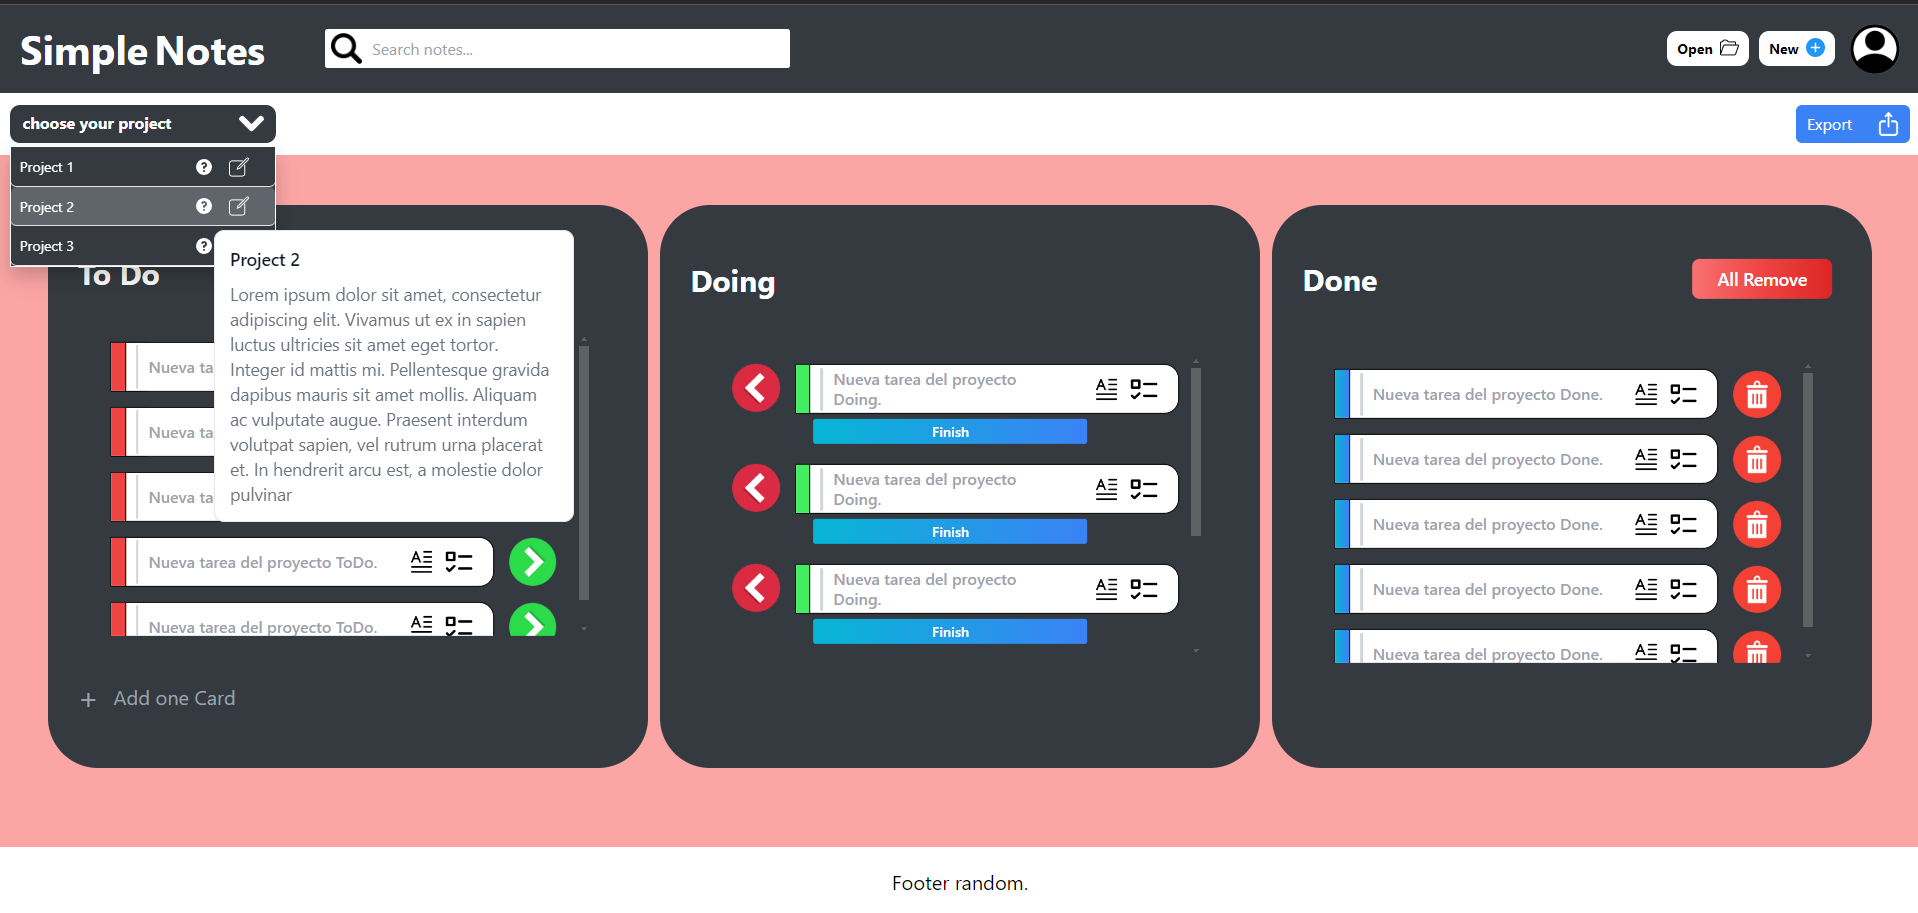 Simple Notes
Search notes...
Open
New
choose your project
Export
Project 1
Project 2
Project 3
Project 2
Lorem ipsum dolor sit amet, consectetur
adipiscing elit. Vivamus ut ex in sapien
luctus ultricies sit amet eget tortor.
Integer id mattis mi. Pellentesque gravida
dapibus mauris sit amet mollis. Aliquam
ac vulputate augue. Praesent interdum
volutpat sapien, vel rutrum urna placerat
et. In hendrerit arcu est, a molestie dolor
pulvinar
To Do
Nueva ta
Nueva ta
Nueva ta
Nueva tarea del proyecto ToDo.
Nueva tarea del proyecto ToDo.
+ Add one Card
Doing
Nueva tarea del proyecto
Doing.
Finish
Nueva tarea del proyecto
Doing.
Finish
Nueva tarea del proyecto
Doing.
Finish
Done
All Remove
Nueva tarea del proyecto Done.
Nueva tarea del proyecto Done.
Nueva tarea del proyecto Done.
Nueva tarea del proyecto Done.
Nueva tarea del proyecto Done.
Footer random.